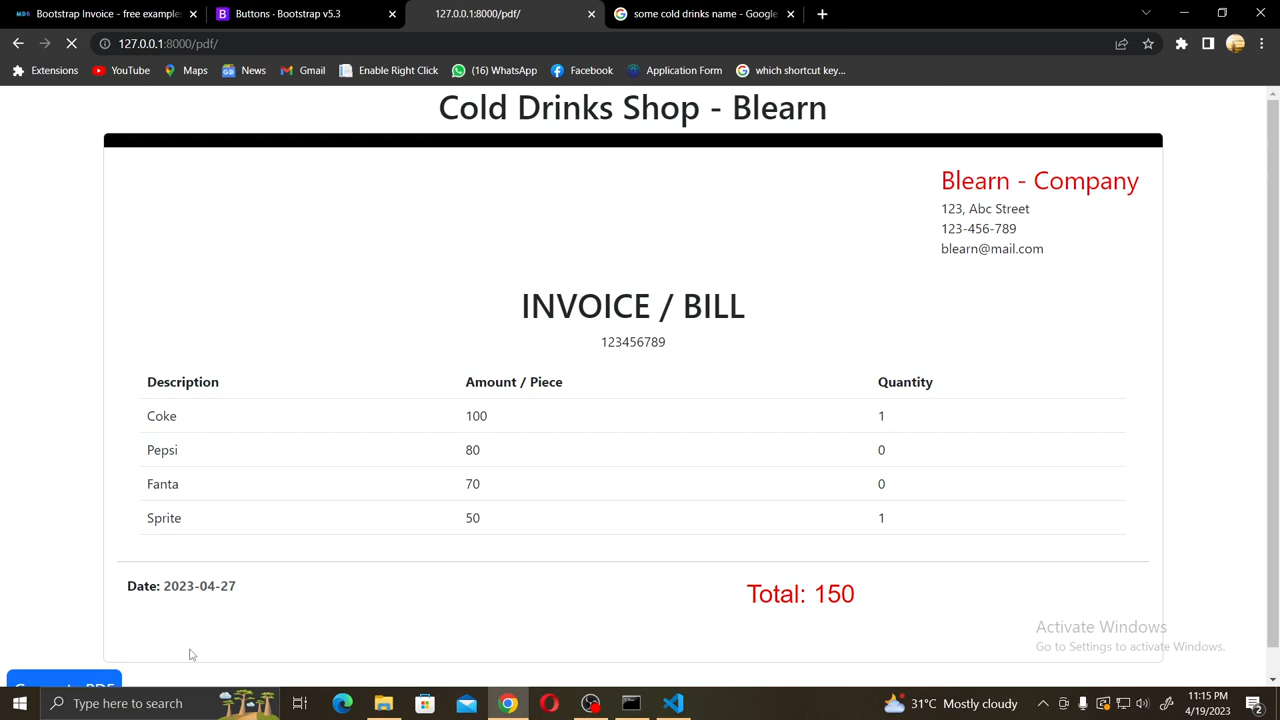 Bootstrap Invoice - free examples
Buttons · Bootstrap v5.3
127.0.0.1:8000/pdf/
some cold drinks name - Google
127.0.0.1:8000/pdf/
Extensions
YouTube
Maps
News
Gmail
Enable Right Click
(16) WhatsApp
Facebook
Application Form
which shortcut key...
Cold Drinks Shop - Blearn
Blearn - Company
123, Abc Street
123-456-789
blearn@mail.com
INVOICE / BILL
123456789
Description Amount / Piece Quantity
Coke 100 1
Pepsi 80 0
Fanta 70 0
Sprite 50 1
Date: 2023-04-27
Total: 150
Activate Windows
Go to Settings to activate Windows.
Type here to search
31°C Mostly cloudy
11:15 PM
4/19/2023
2